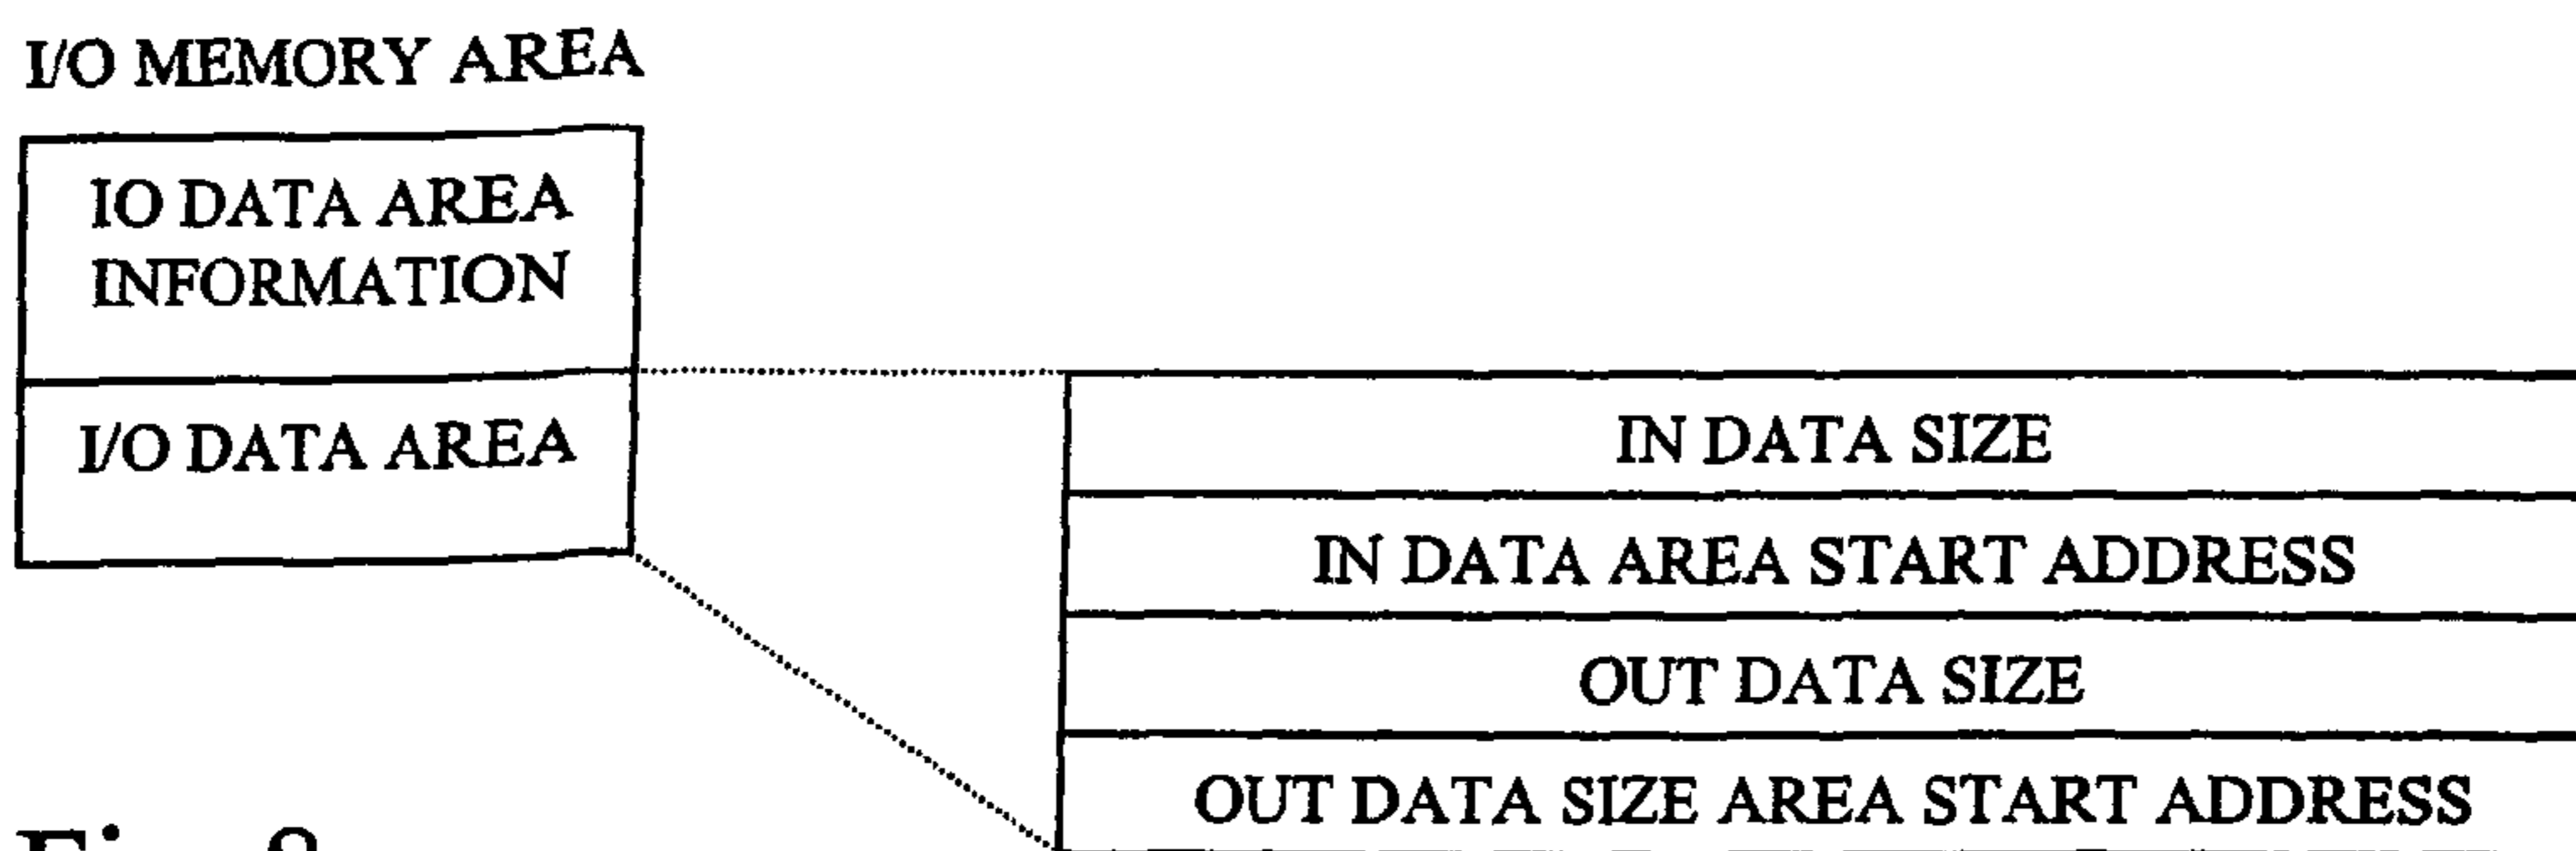 I/O MEMORY AREA
IO DATA AREA
INFORMATION
I/O DATA AREA
IN DATA SIZE
IN DATA AREA START ADDRESS
OUT DATA SIZE
OUT DATA SIZE AREA START ADDRESS